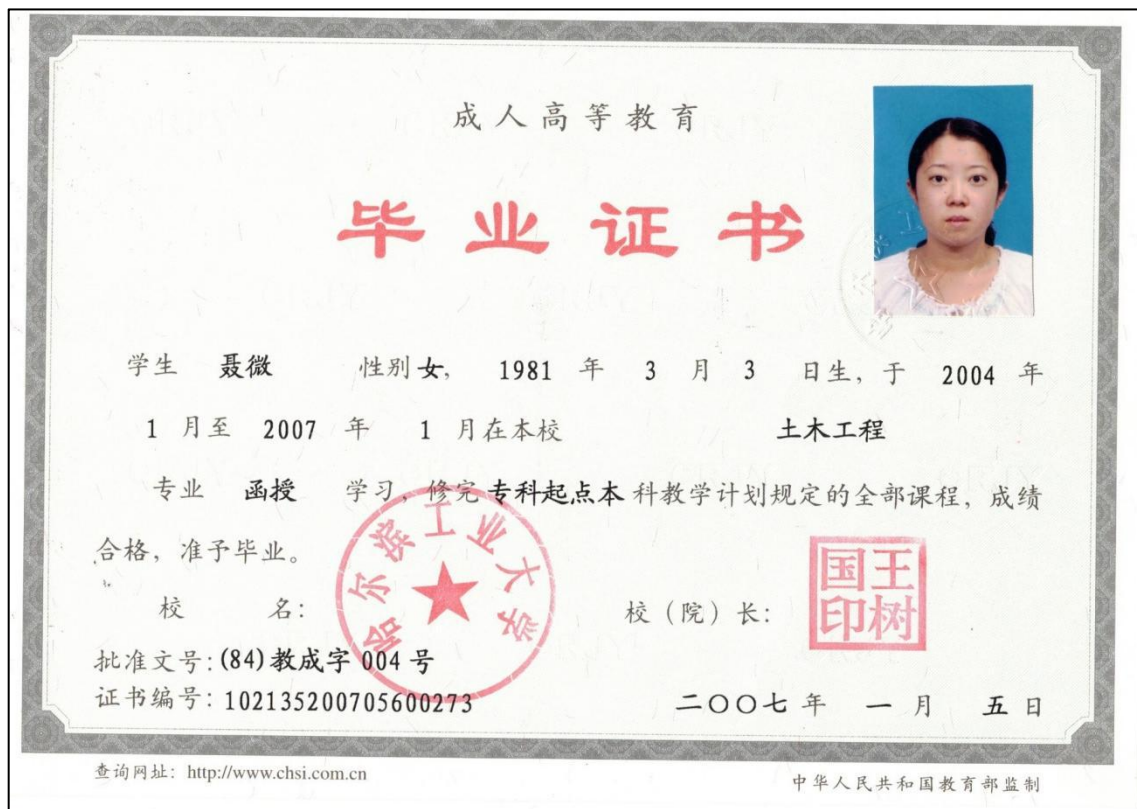 成人高等教育
毕业证书
学生 聂微 性别 女, 1981 年 3 月 3 日生, 于 2004 年
1 月至 2007 年 1 月在本校 土木工程
专业 函授 学习, 修完 专科起点本 科教学计划规定的全部课程, 成绩
合格, 准予毕业。
校 名: 哈尔滨工业大学
校（院）长: 王树国印
批准文号: (84)教成字 004 号
证书编号: 102135200705600273
二〇〇七 年 一 月 五 日
查询网址: http://www.chsi.com.cn
中华人民共和国教育部监制